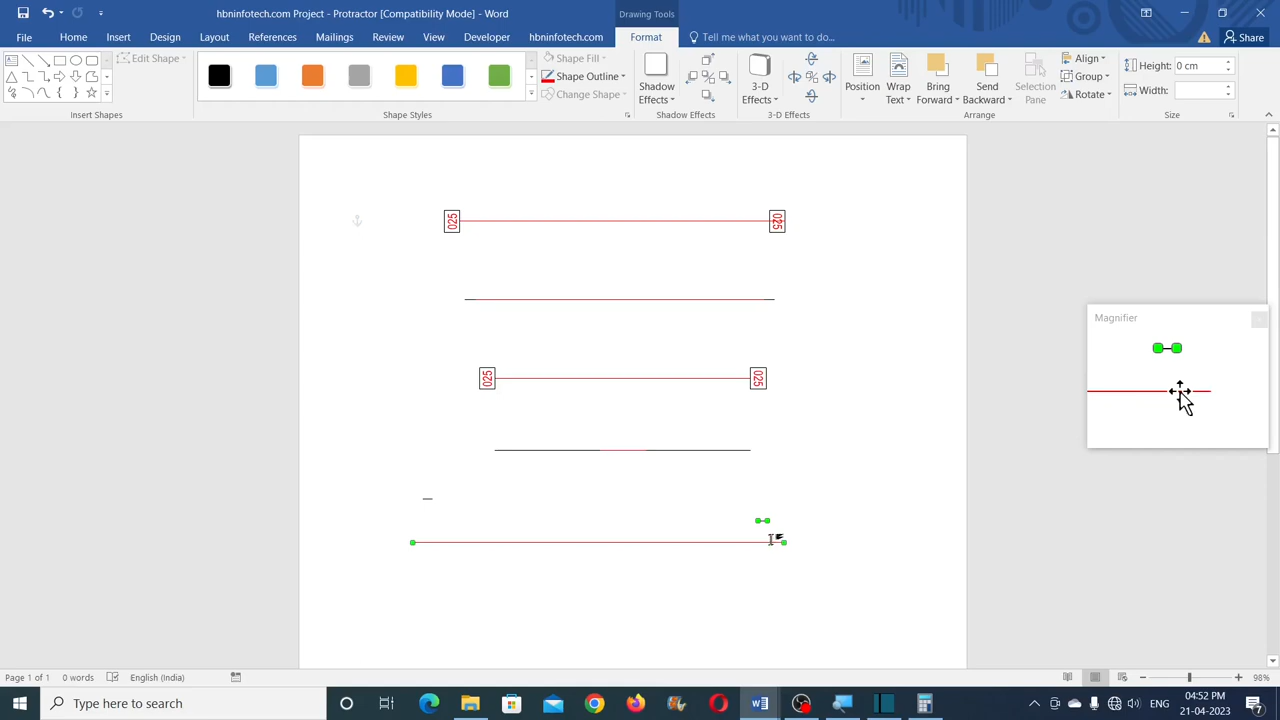 hbninfotech.com Project - Protractor [Compatibility Mode] - Word
Drawing Tools
File
Home
Insert
Design
Layout
References
Mailings
Review
View
Developer
hbninfotech.com
Format
Tell me what you want to do...
Share
Edit Shape
Insert Shapes
Shape Fill
Shape Outline
Change Shape
Shape Styles
Shadow
Effects
Shadow Effects
3-D
Effects
3-D Effects
Position
Wrap
Text
Bring
Forward
Send
Backward
Selection
Pane
Align
Group
Rotate
Arrange
Height:
0 cm
Width:
Size
025
025
025
025
Magnifier
Page 1 of 1
0 words
English (India)
98%
Type here to search
04:52 PM
21-04-2023
7